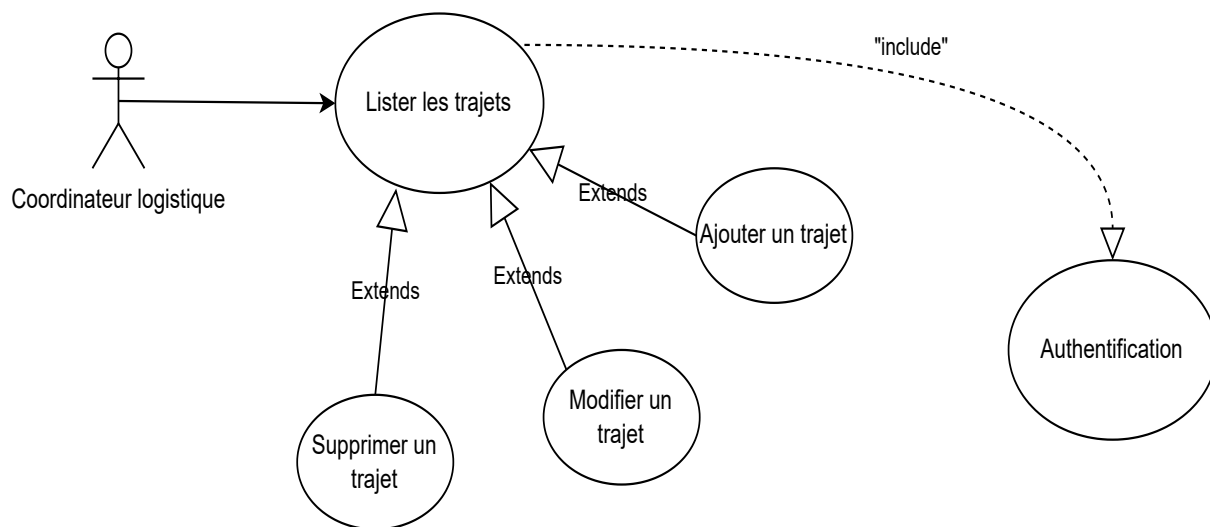 "include"
Lister les trajets
Coordinateur logistique
Extends
Ajouter un trajet
Extends
Extends
Authentification
Modifier un
trajet
Supprimer un
trajet